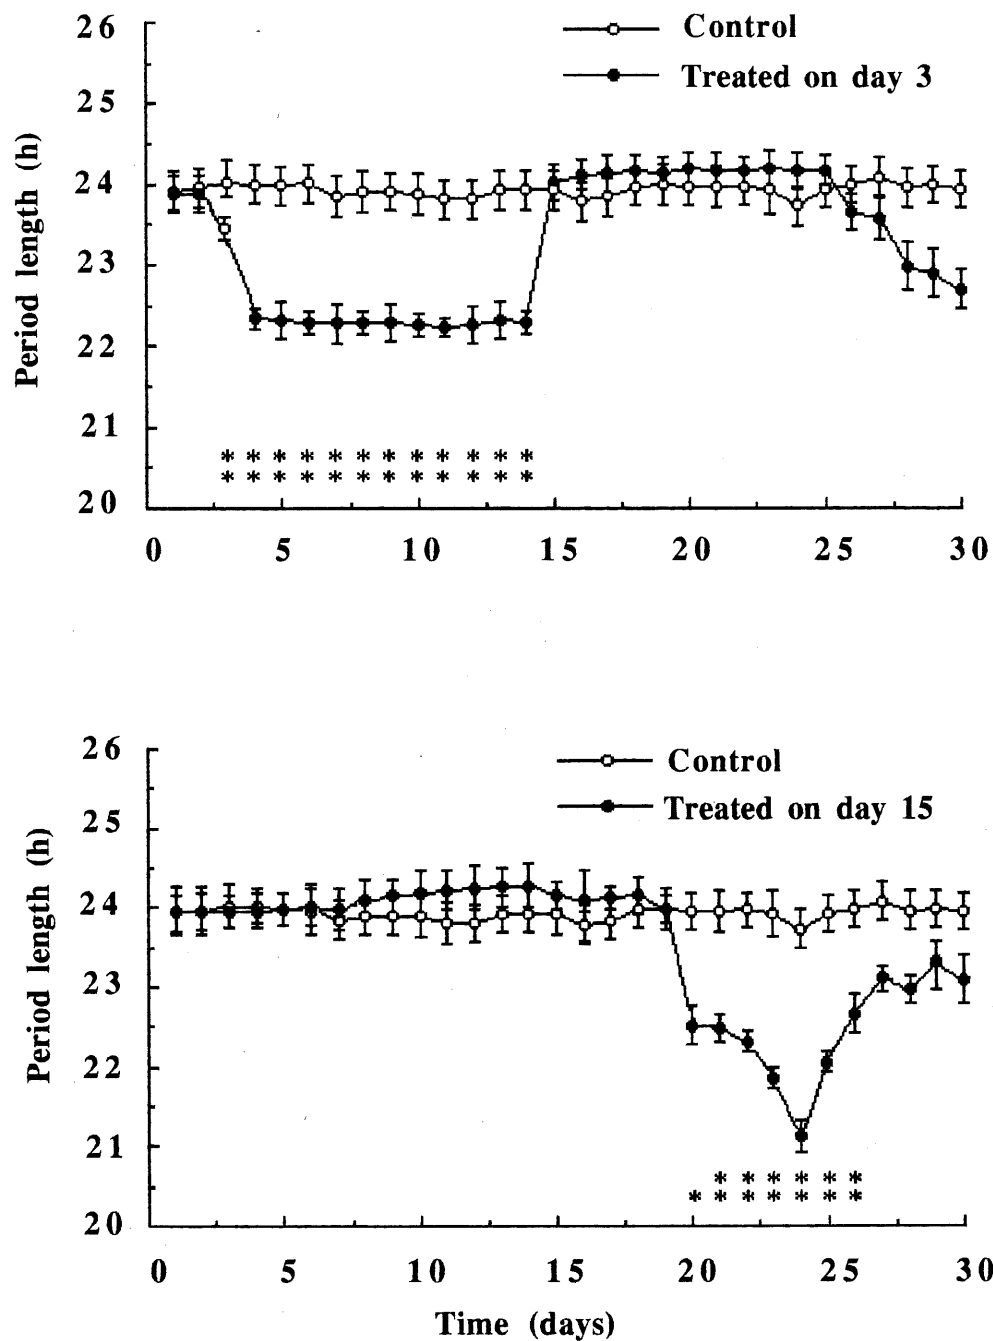 26
Control
Treated on day 3
25
24
23
22
21
20
Period length (h)
* * * * * * * * * * * *
* * * * * * * * * * * *
0 5 10 15 20 25 30
26
Control
Treated on day 15
25
24
23
22
21
20
Period length (h)
* * * * * *
* * * * * * *
0 5 10 15 20 25 30
Time (days)